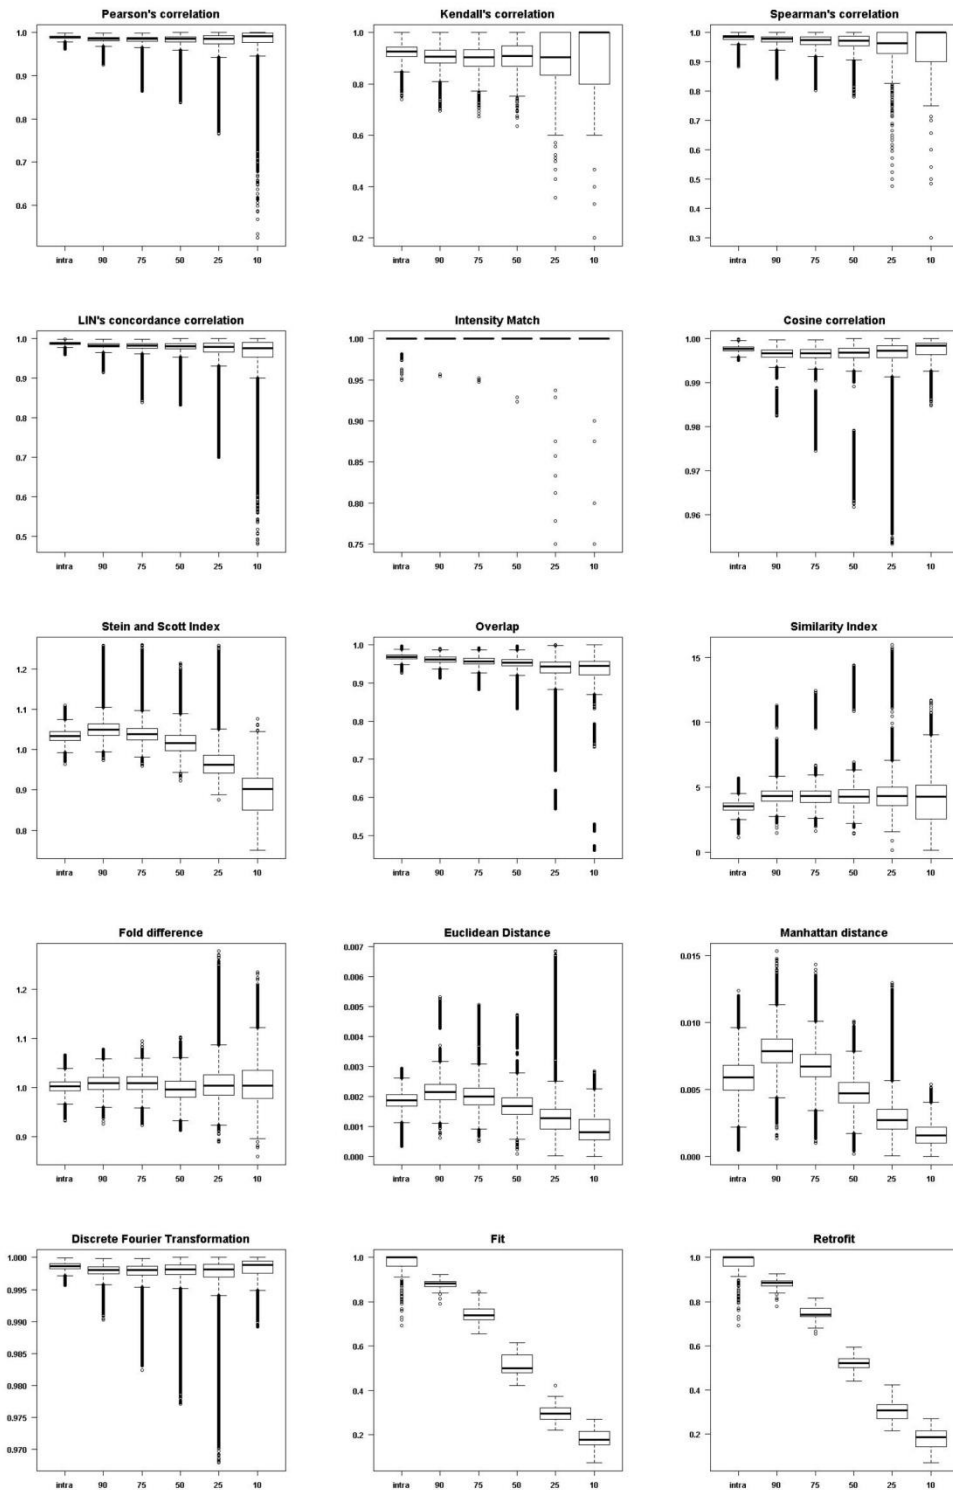 Pearson's correlation
Kendall's correlation
Spearman's correlation
1.0
0.9
0.8
0.7
0.6
intra 90 75 50 25 10
1.0
0.8
0.6
0.4
0.2
intra 90 75 50 25 10
1.0
0.9
0.8
0.7
0.6
0.5
0.4
0.3
intra 90 75 50 25 10
LIN's concordance correlation
Intensity Match
Cosine correlation
1.0
0.9
0.8
0.7
0.6
0.5
intra 90 75 50 25 10
1.00
0.95
0.90
0.85
0.80
0.75
intra 90 75 50 25 10
1.00
0.99
0.98
0.97
0.96
intra 90 75 50 25 10
Stein and Scott Index
Overlap
Similarity Index
1.2
1.1
1.0
0.9
0.8
intra 90 75 50 25 10
1.0
0.9
0.8
0.7
0.6
0.5
intra 90 75 50 25 10
15
10
5
0
intra 90 75 50 25 10
Fold difference
Euclidean Distance
Manhattan distance
1.2
1.1
1.0
0.9
intra 90 75 50 25 10
0.007
0.006
0.005
0.004
0.003
0.002
0.001
0.000
intra 90 75 50 25 10
0.015
0.010
0.005
0.000
intra 90 75 50 25 10
Discrete Fourier Transformation
Fit
Retrofit
1.000
0.995
0.990
0.985
0.980
0.975
0.970
intra 90 75 50 25 10
1.0
0.8
0.6
0.4
0.2
intra 90 75 50 25 10
1.0
0.8
0.6
0.4
0.2
intra 90 75 50 25 10